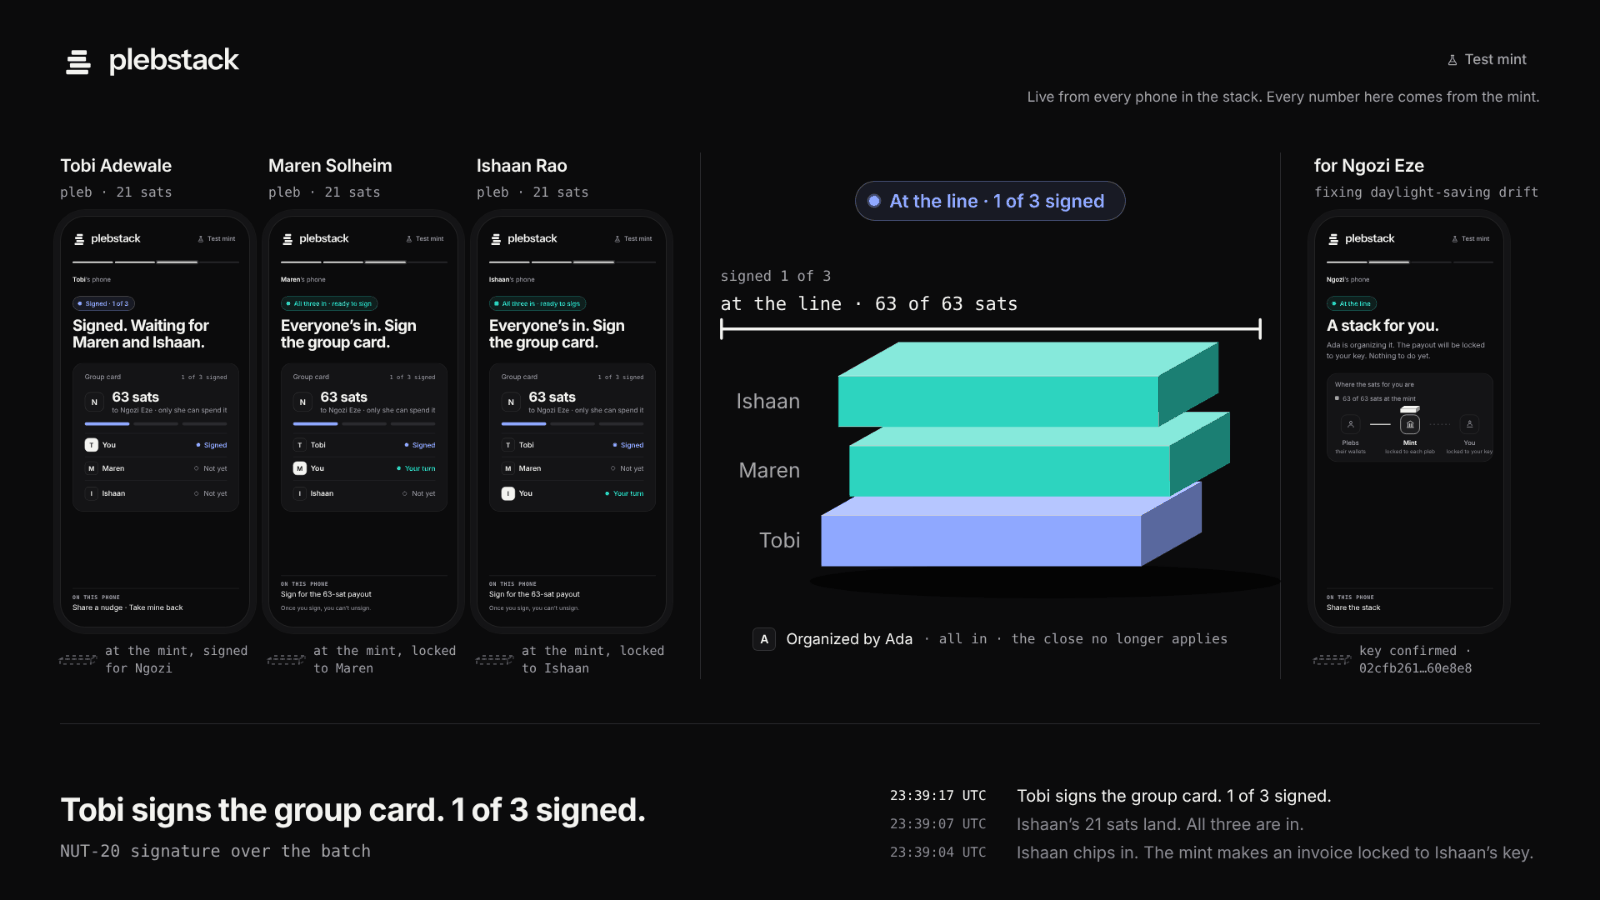 plebstack
Test mint
Live from every phone in the stack. Every number here comes from the mint.
Tobi Adewale
pleb · 21 sats
Maren Solheim
pleb · 21 sats
Ishaan Rao
pleb · 21 sats
for Ngozi Eze
fixing daylight-saving drift
plebstack
Test mint
Tobi's phone
Signed · 1 of 3
Signed. Waiting for
Maren and Ishaan.
Group card
1 of 3 signed
N
63 sats
to Ngozi Eze · only she can spend it
T You
Signed
M Maren
Not yet
I Ishaan
Not yet
ON THIS PHONE
Share a nudge · Take mine back
at the mint, signed
for Ngozi
plebstack
Test mint
Maren's phone
All three in · ready to sign
Everyone's in. Sign
the group card.
Group card
1 of 3 signed
N
63 sats
to Ngozi Eze · only she can spend it
T Tobi
Signed
M You
Your turn
I Ishaan
Not yet
ON THIS PHONE
Sign for the 63-sat payout
Once you sign, you can't unsign.
at the mint, locked
to Maren
plebstack
Test mint
Ishaan's phone
All three in · ready to sign
Everyone's in. Sign
the group card.
Group card
1 of 3 signed
N
63 sats
to Ngozi Eze · only she can spend it
T Tobi
Signed
M Maren
Not yet
I You
Your turn
ON THIS PHONE
Sign for the 63-sat payout
Once you sign, you can't unsign.
at the mint, locked
to Ishaan
At the line · 1 of 3 signed
signed 1 of 3
at the line · 63 of 63 sats
Ishaan
Maren
Tobi
A Organized by Ada · all in · the close no longer applies
plebstack
Test mint
Ngozi's phone
At the line
A stack for you.
Ada is organizing it. The payout will be locked
to your key. Nothing to do yet.
Where the sats for you are
63 of 63 sats at the mint
Plebs
their wallets
Mint
locked to each pleb
You
locked to your key
ON THIS PHONE
Share the stack
key confirmed ·
02cfb261…60e8e8
Tobi signs the group card. 1 of 3 signed.
NUT-20 signature over the batch
23:39:17 UTC Tobi signs the group card. 1 of 3 signed.
23:39:07 UTC Ishaan's 21 sats land. All three are in.
23:39:04 UTC Ishaan chips in. The mint makes an invoice locked to Ishaan's key.